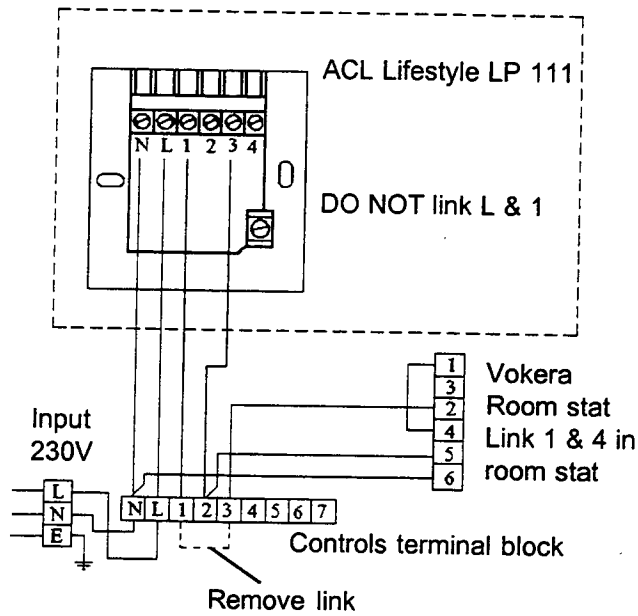 ACL Lifestyle LP 111
N L 1 2 3 4
DO NOT link L & 1
1
3
2
4
5
6
Vokera
Room stat
Link 1 & 4 in
room stat
Input
230V
L
N
E
N L 1 2 3 4 5 6 7
Controls terminal block
Remove link